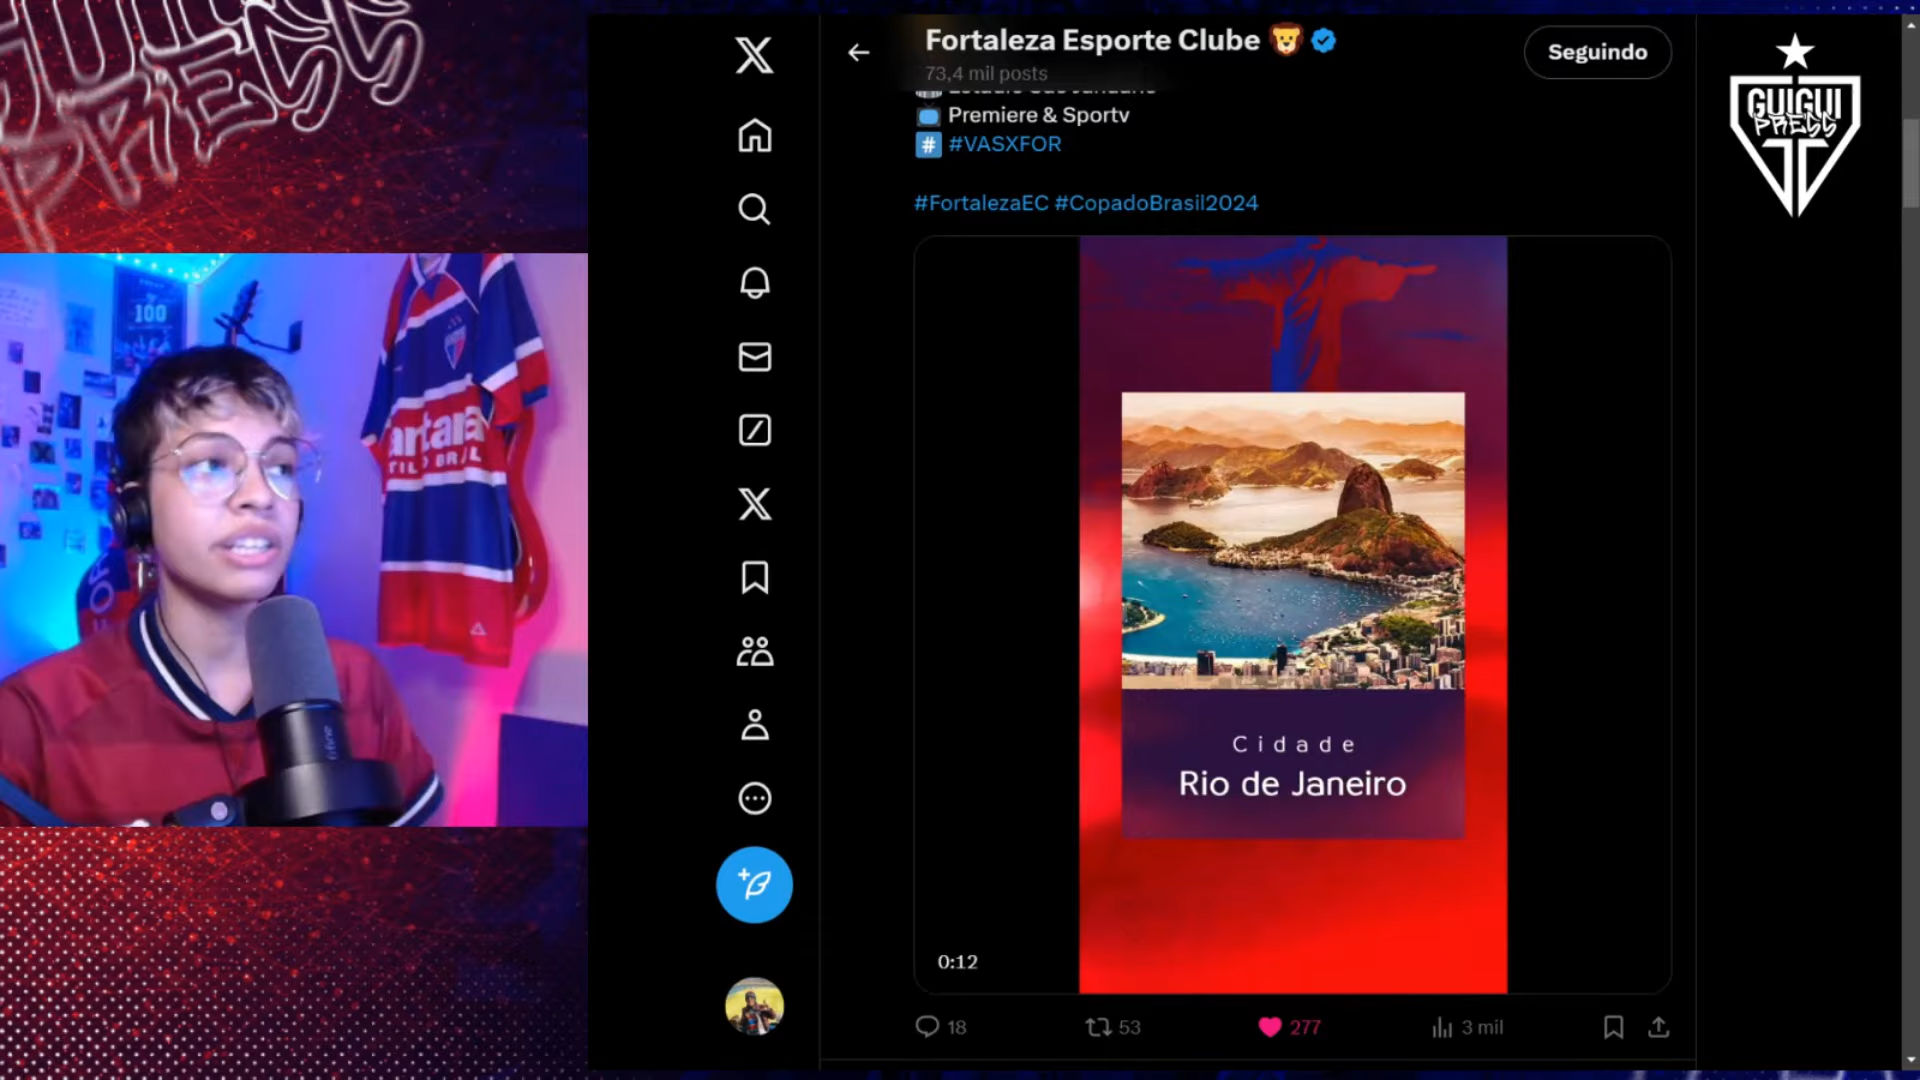 Fortaleza Esporte Clube
73,4 mil posts
Seguindo
Premiere & Sportv
# #VASXFOR
#FortalezaEC #CopadoBrasil2024
Cidade
Rio de Janeiro
0:12
18
53
277
3 mil
GUIGUI
PRESS
100
PRESS